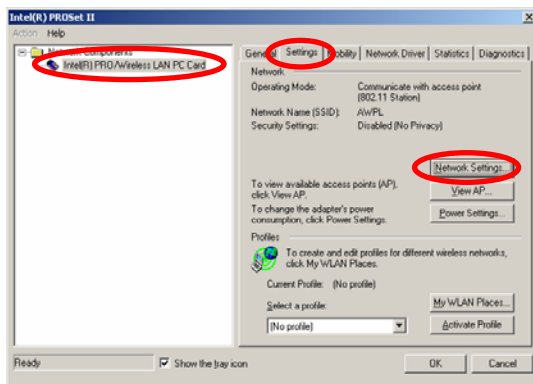 Intel(R) PROSet II
Action Help
Network Components
Intel(R) PRO/Wireless LAN PC Card
General Settings Mobility Network Driver Statistics Diagnostics
Network
Operating Mode: Communicate with access point (802.11 Station)
Network Name (SSID): AWPL
Security Settings: Disabled (No Privacy)
Network Settings...
To view available access points (AP), click View AP.
View AP...
To change the adapter's power consumption, click Power Settings.
Power Settings...
Profiles
To create and edit profiles for different wireless networks, click My WLAN Places.
Current Profile: (No profile)
Select a profile:
My WLAN Places...
(No profile)
Activate Profile
Ready
Show the tray icon
OK Cancel